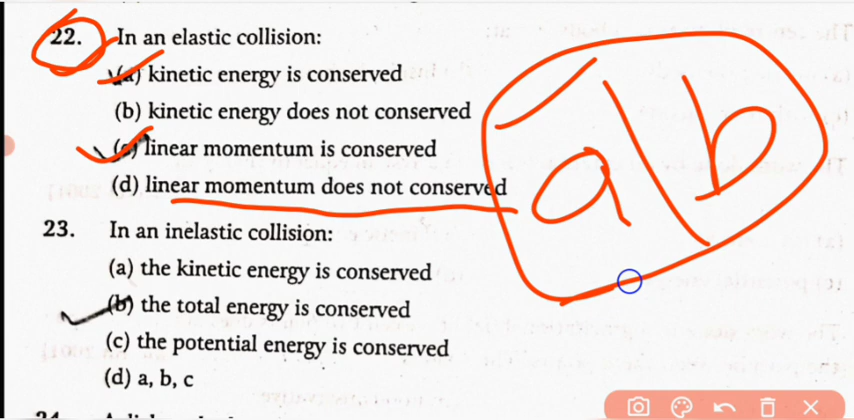 22. In an elastic collision:
(a) kinetic energy is conserved
(b) kinetic energy does not conserved
(c) linear momentum is conserved
(d) linear momentum does not conserved
a b
23. In an inelastic collision:
(a) the kinetic energy is conserved
(b) the total energy is conserved
(c) the potential energy is conserved
(d) a, b, c